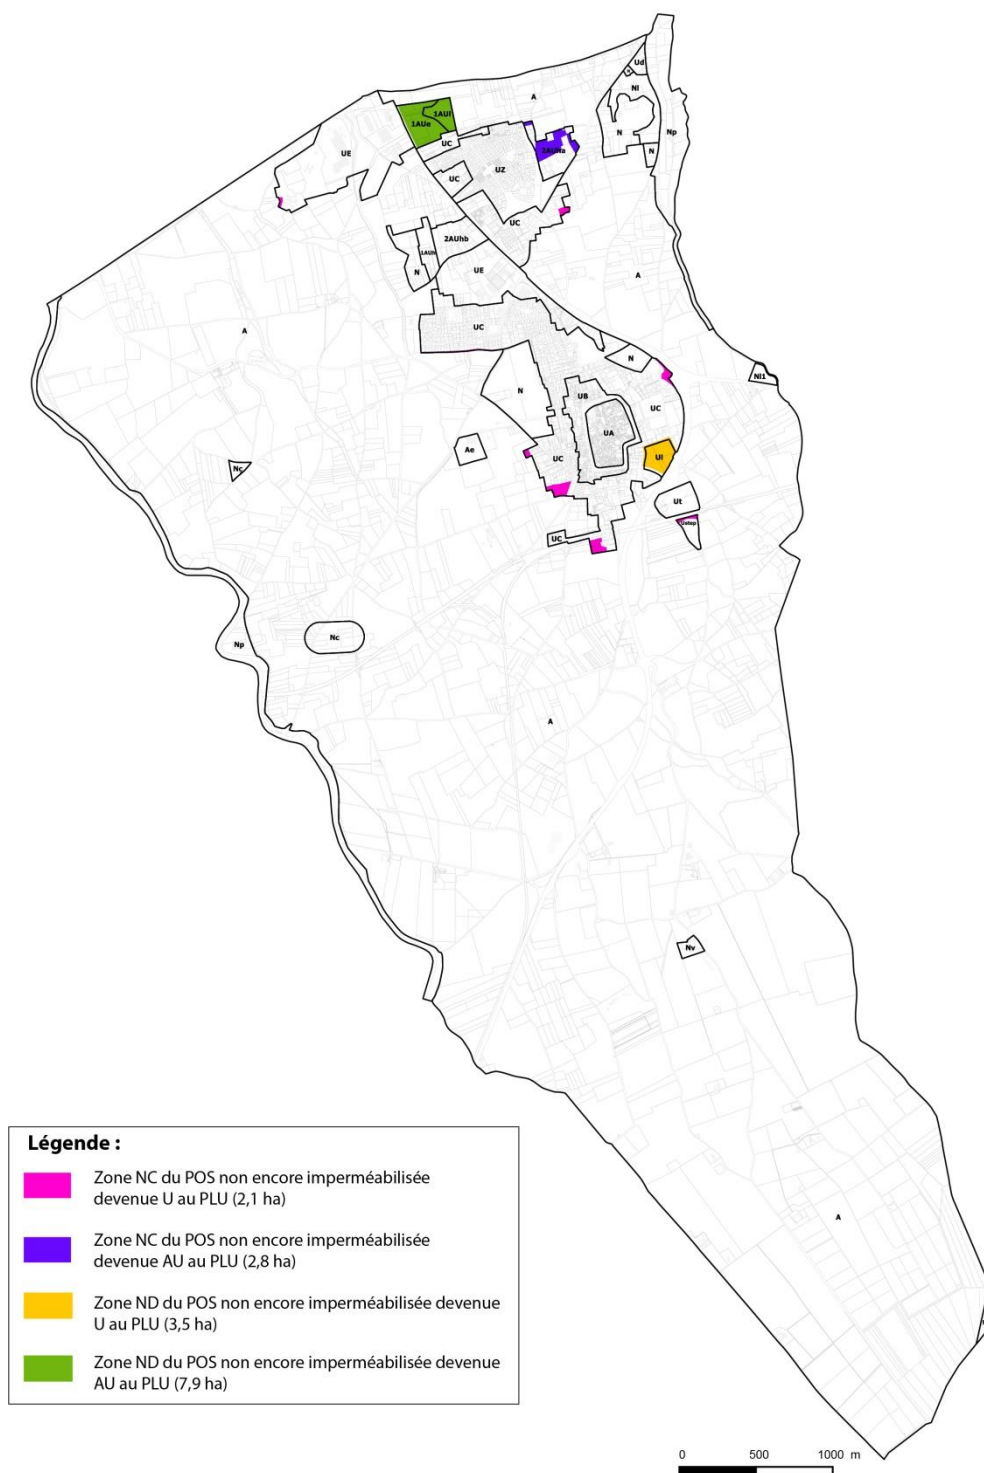 Ud
Nl
A
1AUl
1AUe
N
Np
UC
UE
UZ
N
UC
UC
2AUhb
N
UE
A
A
UC
N
Nl1
N
UB
UC
UA
Ae
UC
Ul
Nc
Ut
Ustep
UC
Nc
Np
A
Nv
A
Légende :
Zone NC du POS non encore imperméabilisée
devenue U au PLU (2,1 ha)
Zone NC du POS non encore imperméabilisée
devenue AU au PLU (2,8 ha)
Zone ND du POS non encore imperméabilisée devenue
U au PLU (3,5 ha)
Zone ND du POS non encore imperméabilisée devenue
AU au PLU (7,9 ha)
0 500 1000 m